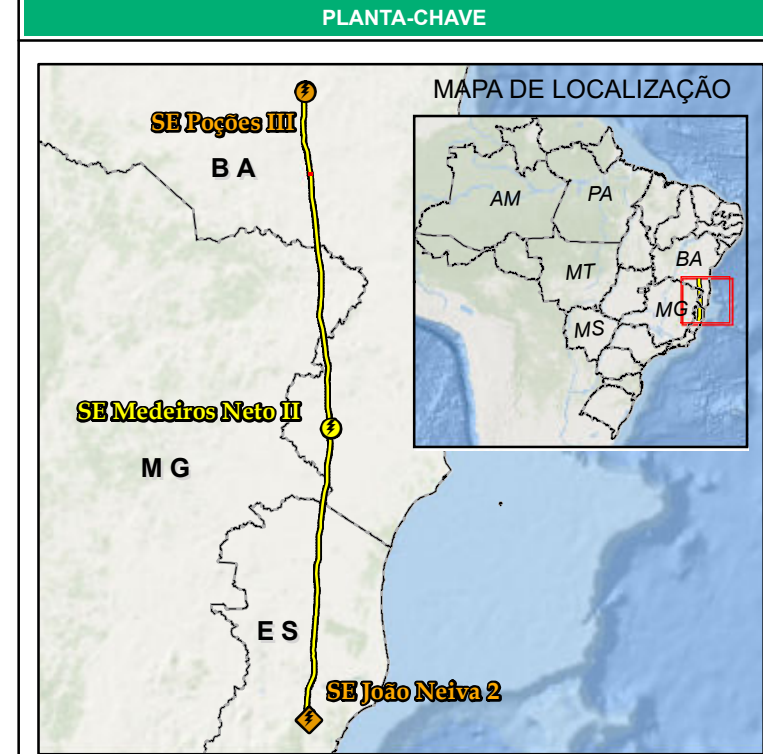 PLANTA-CHAVE
MAPA DE LOCALIZAÇÃO
SE Poções III
B A
AM
PA
BA
MT
MG
MS
SE Medeiros Neto II
M G
E S
SE João Neiva 2